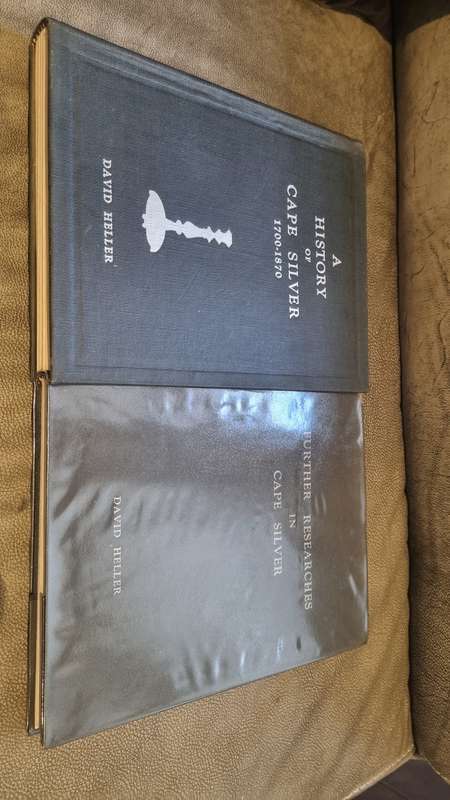 A
HISTORY
OF
CAPE SILVER
1700-1870
DAVID HELLER
FURTHER RESEARCHES
IN
CAPE SILVER
DAVID HELLER